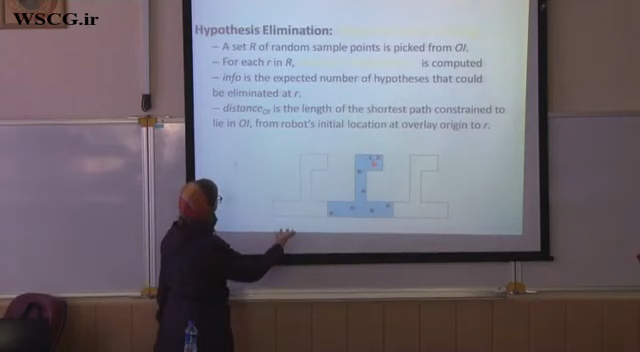 WSCG.ir
Hypothesis Elimination:
– A set R of random sample points is picked from OI.
– For each r in R, is computed
– info is the expected number of hypotheses that could
be eliminated at r.
– distanceOI is the length of the shortest path constrained to
lie in OI, from robot's initial location at overlay origin to r.